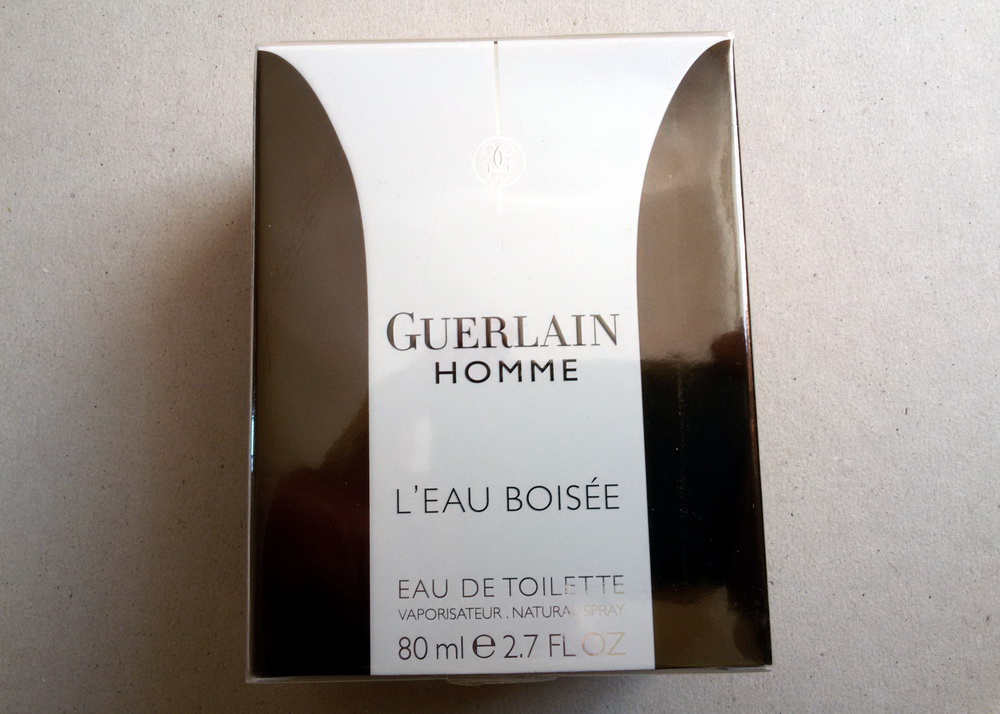 GUERLAIN
HOMME
L'EAU BOISÉE
EAU DE TOILETTE
VAPORISATEUR . NATURAL SPRAY
80 ml e 2.7 FL OZ